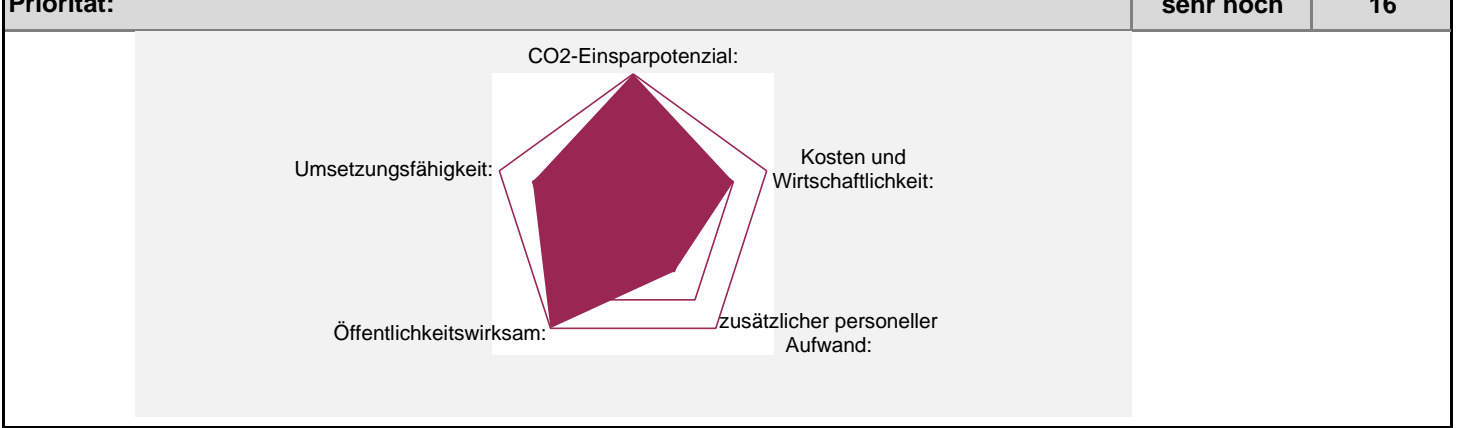 Priorität: sehr hoch 16
CO2-Einsparpotenzial:
Kosten und
Wirtschaftlichkeit:
zusätzlicher personeller
Aufwand:
Öffentlichkeitswirksam:
Umsetzungsfähigkeit: